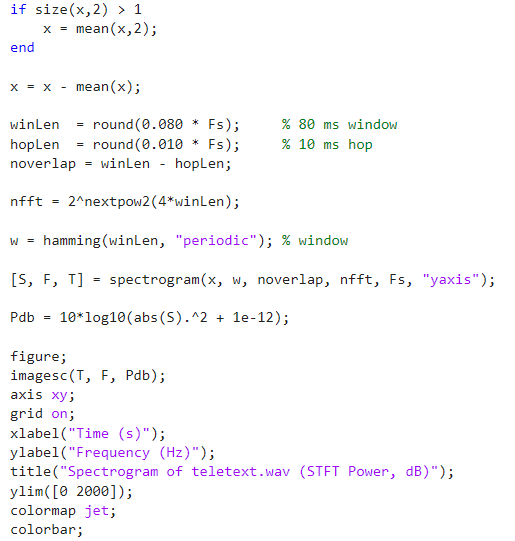 if size(x,2) > 1
    x = mean(x,2);
end
x = x - mean(x);
winLen  = round(0.080 * Fs);     % 80 ms window
hopLen  = round(0.010 * Fs);     % 10 ms hop
noverlap = winLen - hopLen;
nfft = 2^nextpow2(4*winLen);
w = hamming(winLen, "periodic"); % window
[S, F, T] = spectrogram(x, w, noverlap, nfft, Fs, "yaxis");
Pdb = 10*log10(abs(S).^2 + 1e-12);
figure;
imagesc(T, F, Pdb);
axis xy;
grid on;
xlabel("Time (s)");
ylabel("Frequency (Hz)");
title("Spectrogram of teletext.wav (STFT Power, dB)");
ylim([0 2000]);
colormap jet;
colorbar;